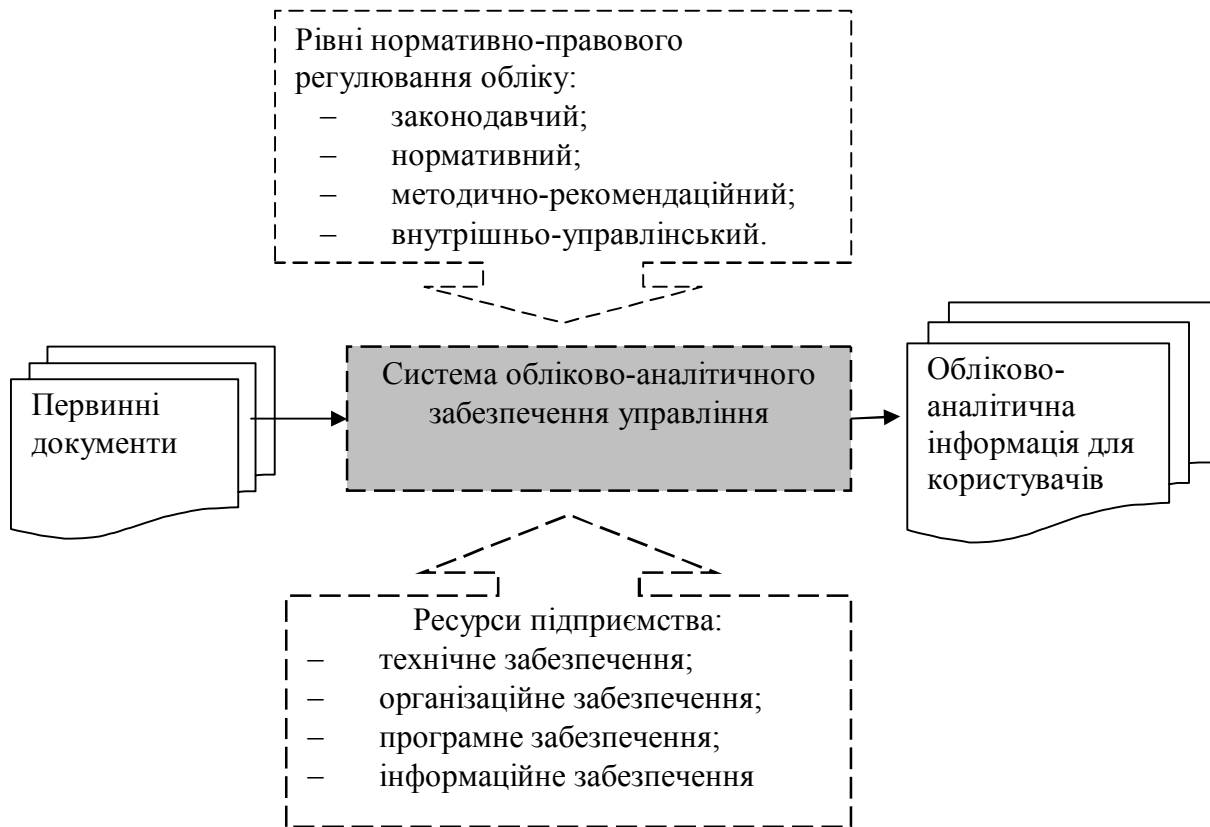 Рівні нормативно-правового
регулювання обліку:
– законодавчий;
– нормативний;
– методично-рекомендаційний;
– внутрішньо-управлінський.
Первинні
документи
Система обліково-аналітичного
забезпечення управління
Обліково-
аналітична
інформація для
користувачів
Ресурси підприємства:
– технічне забезпечення;
– організаційне забезпечення;
– програмне забезпечення;
– інформаційне забезпечення